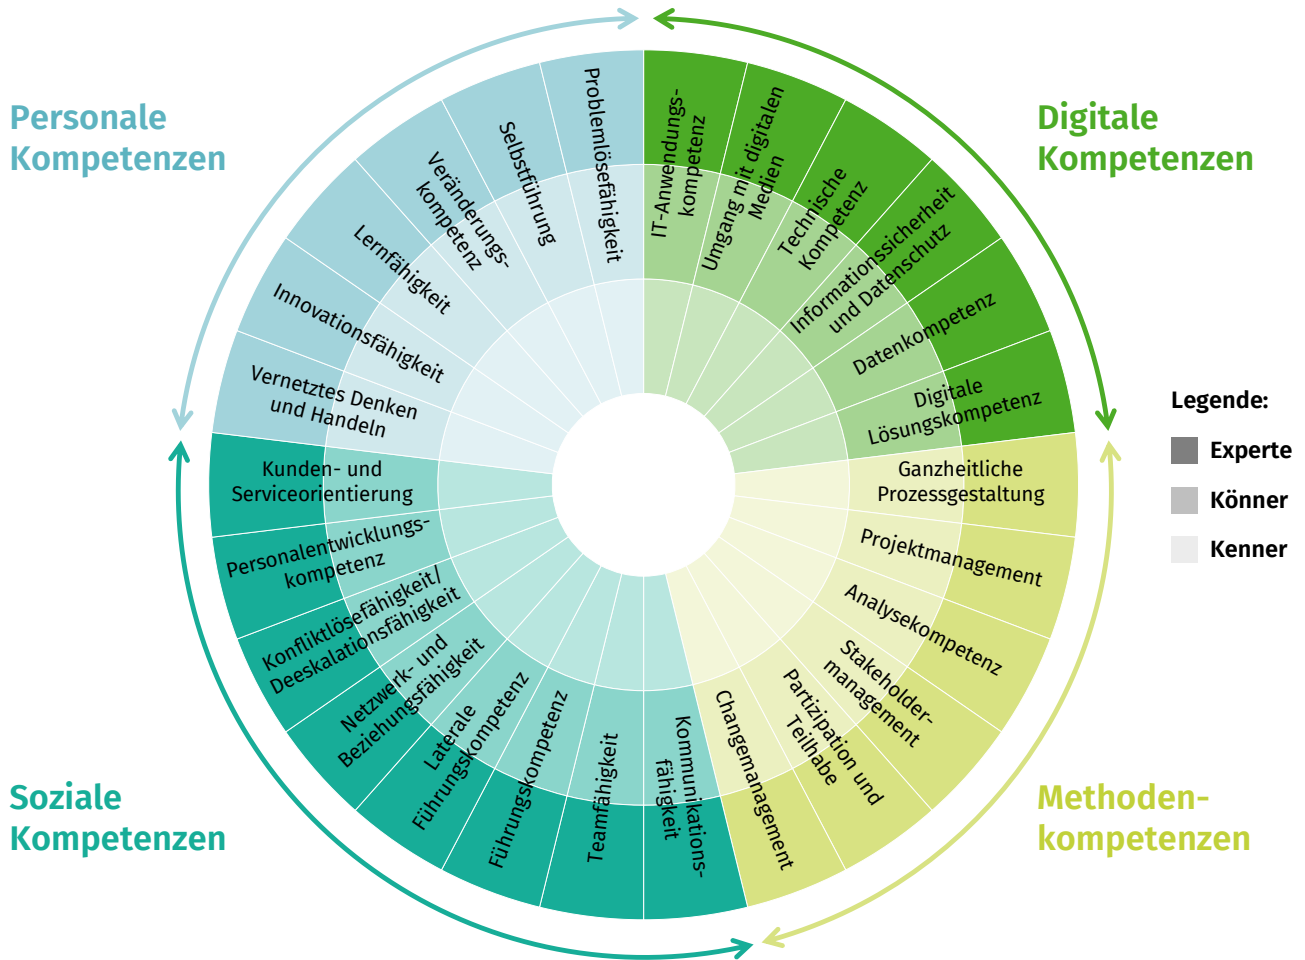 Personale
Kompetenzen
Digitale
Kompetenzen
Problemlösefähigkeit
Selbstführung
Veränderungs-
kompetenz
Lernfähigkeit
Innovationsfähigkeit
Vernetztes Denken
und Handeln
IT-Anwendungs-
kompetenz
Umgang mit digitalen
Medien
Technische
Kompetenz
Informationssicherheit
und Datenschutz
Datenkompetenz
Digitale
Lösungskompetenz
Legende:
Experte
Könner
Kenner
Ganzheitliche
Prozessgestaltung
Projektmanagement
Analysekompetenz
Stakeholder-
management
Partizipation und
Teilhabe
Changemanagement
Kunden- und
Serviceorientierung
Personalentwicklungs-
kompetenz
Konfliktlösefähigkeit/
Deeskalationsfähigkeit
Netzwerk- und
Beziehungsfähigkeit
Laterale
Führungskompetenz
Führungskompetenz
Teamfähigkeit
Kommunikations-
fähigkeit
Soziale
Kompetenzen
Methoden-
kompetenzen